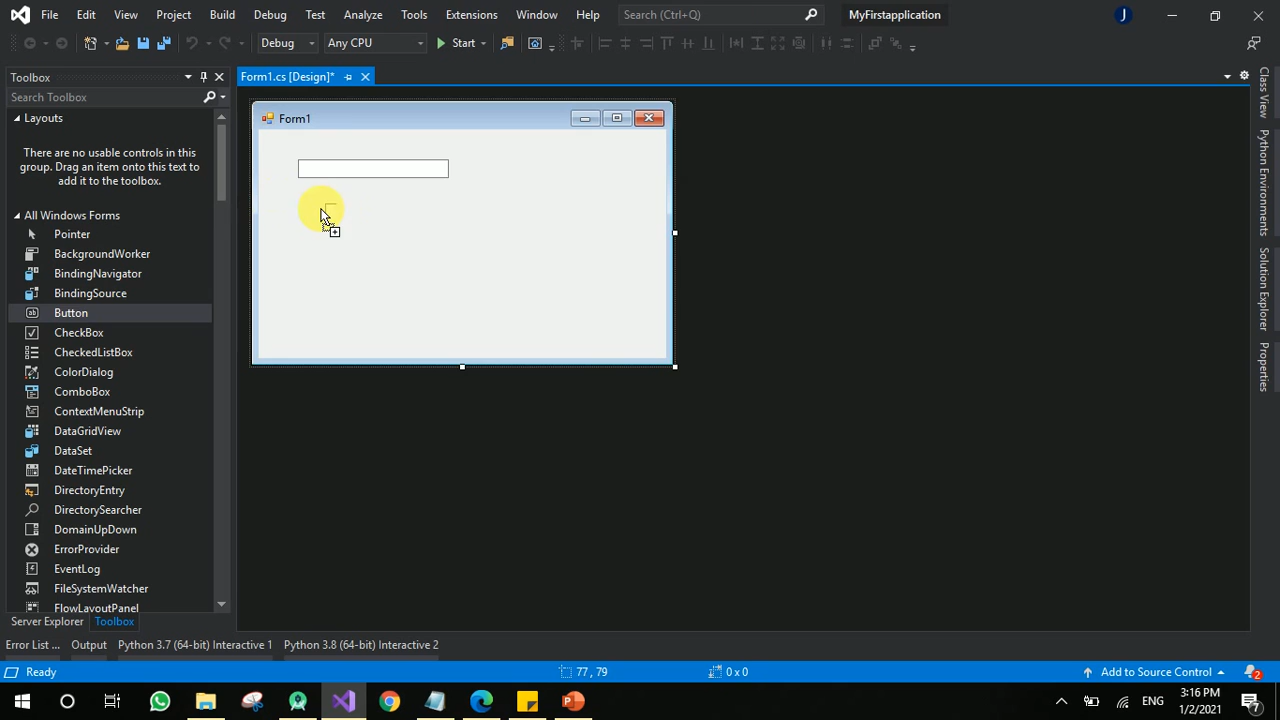 File Edit View Project Build Debug Test Analyze Tools Extensions Window Help Search (Ctrl+Q) MyFirstapplication J
Debug Any CPU Start
Toolbox
Form1.cs [Design]*
Search Toolbox
Layouts
There are no usable controls in this
group. Drag an item onto this text to
add it to the toolbox.
All Windows Forms
Pointer
BackgroundWorker
BindingNavigator
BindingSource
Button
CheckBox
CheckedListBox
ColorDialog
ComboBox
ContextMenuStrip
DataGridView
DataSet
DateTimePicker
DirectoryEntry
DirectorySearcher
DomainUpDown
ErrorProvider
EventLog
FileSystemWatcher
FlowLayoutPanel
Form1
Class View
Python Environments
Solution Explorer
Properties
Server Explorer Toolbox
Error List ... Output Python 3.7 (64-bit) Interactive 1 Python 3.8 (64-bit) Interactive 2
Ready 77 , 79 0 x 0 Add to Source Control 2
ENG 3:16 PM
1/2/2021 7